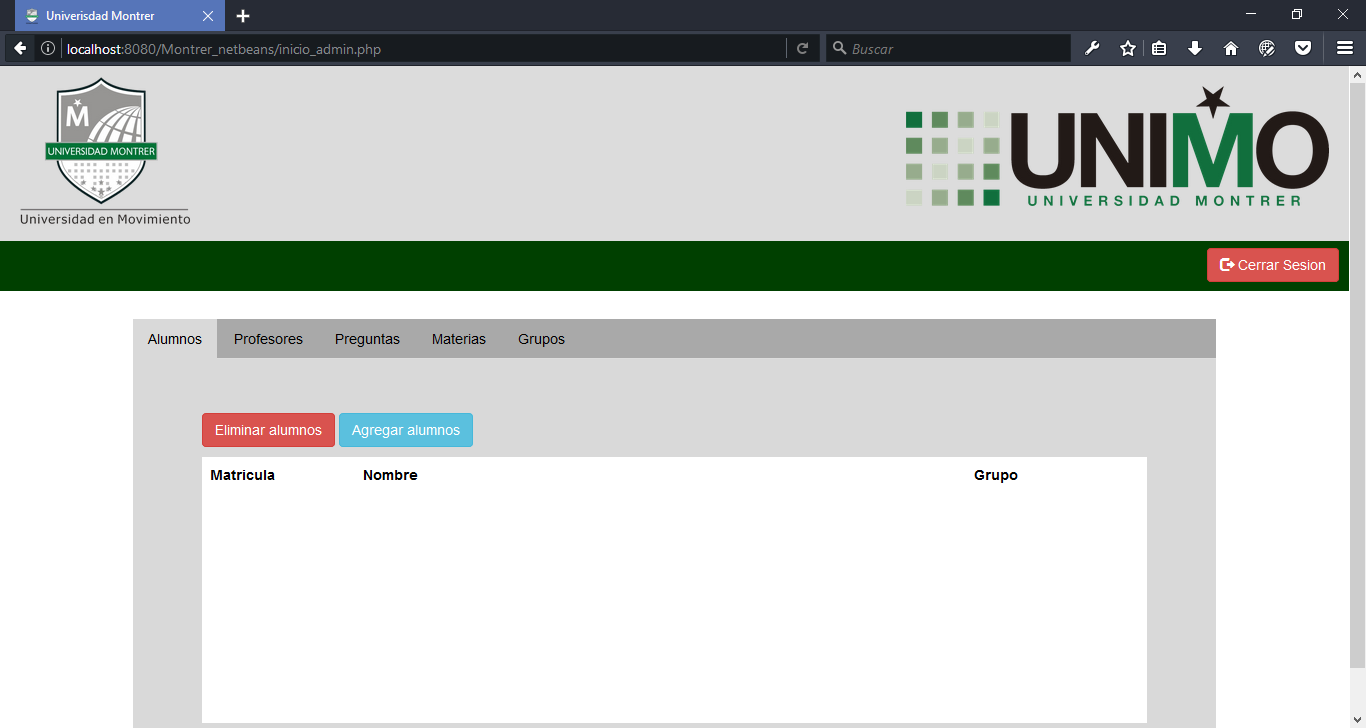 Univerisdad Montrer
localhost:8080/Montrer_netbeans/inicio_admin.php
Buscar
M
UNIVERSIDAD MONTRER
Universidad en Movimiento
UNIMO
UNIVERSIDAD MONTRER
Cerrar Sesion
Alumnos Profesores Preguntas Materias Grupos
Eliminar alumnos Agregar alumnos
Matricula Nombre Grupo